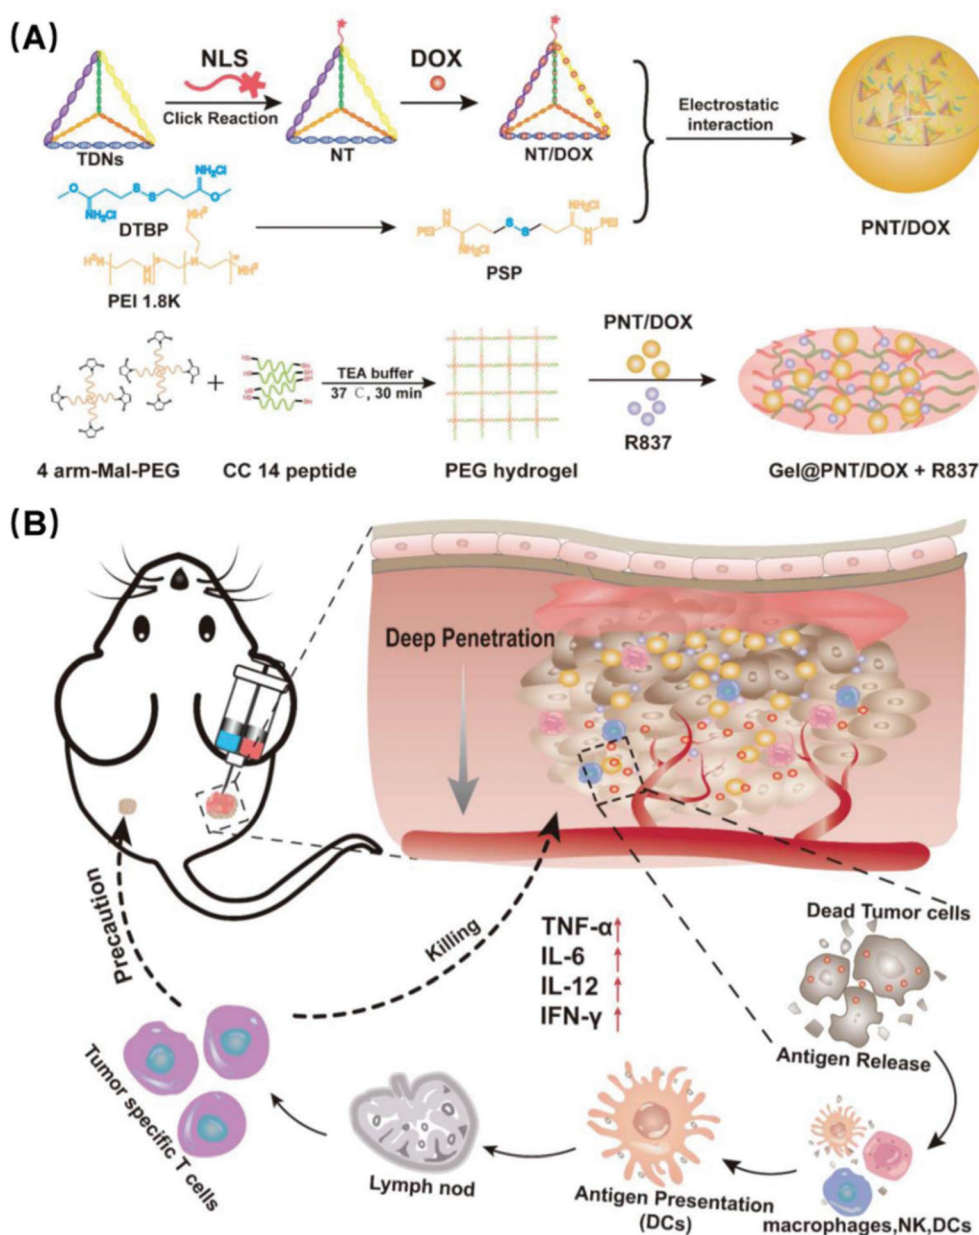 (A)
NLS
DOX
Click Reaction
Electrostatic
interaction
TDNs
NT
NT/DOX
PNT/DOX
DTBP
PSP
PEI 1.8K
PNT/DOX
TEA buffer
37 C, 30 min
R837
4 arm-Mal-PEG
+
CC 14 peptide
PEG hydrogel
Gel@PNT/DOX + R837
(B)
Deep Penetration
Precaution
Killing
TNF-α
IL-6
IL-12
IFN-γ
Dead Tumor cells
Antigen Release
Tumor specific T cells
Lymph nod
Antigen Presentation
(DCs)
macrophages,NK,DCs